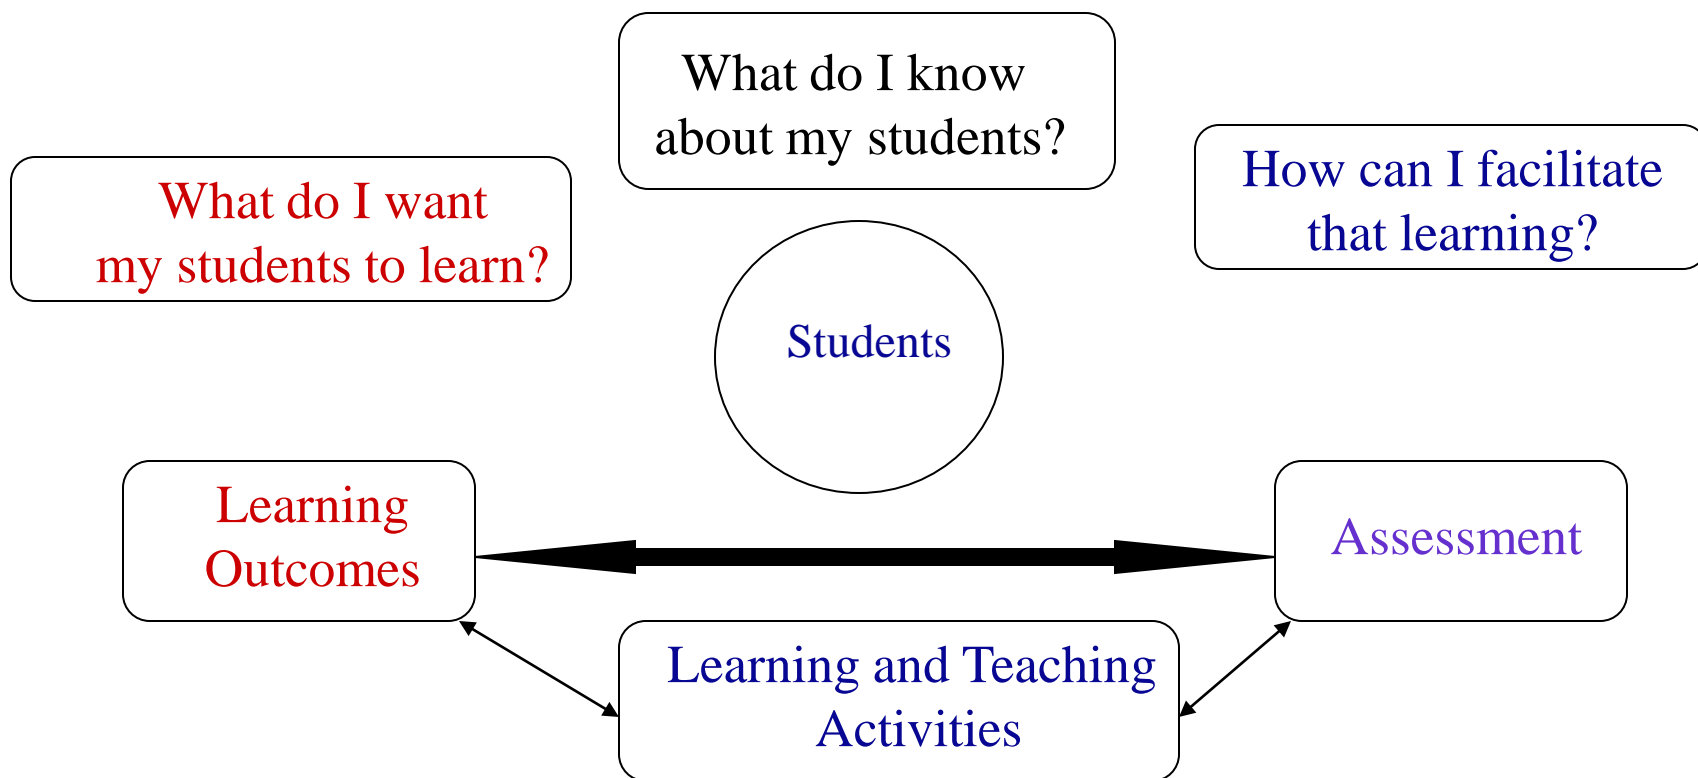 What do I know
about my students?
What do I want
my students to learn?
How can I facilitate
that learning?
Students
Learning
Outcomes
Assessment
Learning and Teaching
Activities